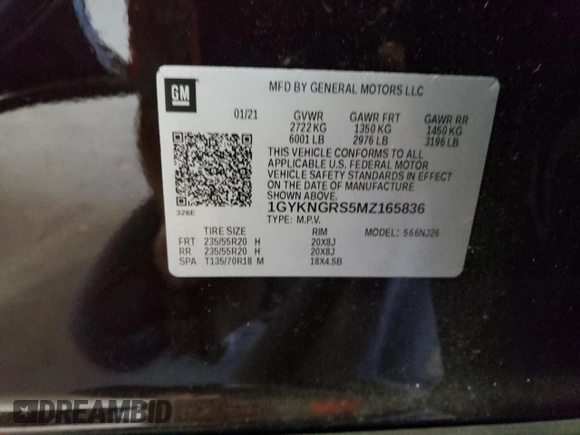 GM
MFD BY GENERAL MOTORS LLC
01/21 GVWR GAWR FRT GAWR RR
2722 KG 1350 KG 1450 KG
6001 LB 2976 LB 3196 LB
THIS VEHICLE CONFORMS TO ALL
APPLICABLE U.S. FEDERAL MOTOR
VEHICLE SAFETY STANDARDS IN EFFECT
ON THE DATE OF MANUFACTURE
SHOWN ABOVE.
1GYKNGRS5MZ165836
326E
TYPE: M.P.V. MODEL: 566NJ26
TIRE SIZE RIM
FRT 235/55R20 H 20X8J
RR 235/55R20 H 20X8J
SPA T135/70R18 M 18X4.5B
DREAMBID